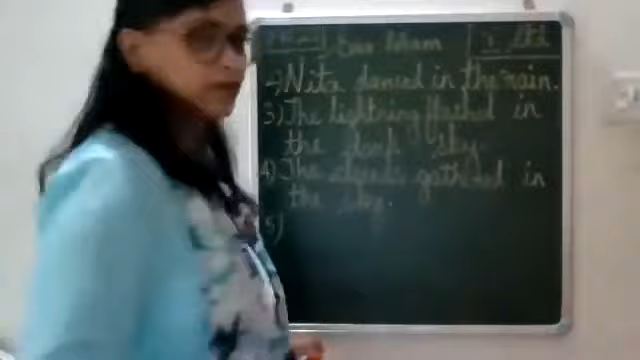 I Std
2) Nita danced in the rain.
3) The lightning flashed in
the dark sky
4) The clouds gathered in
the sky.
5)